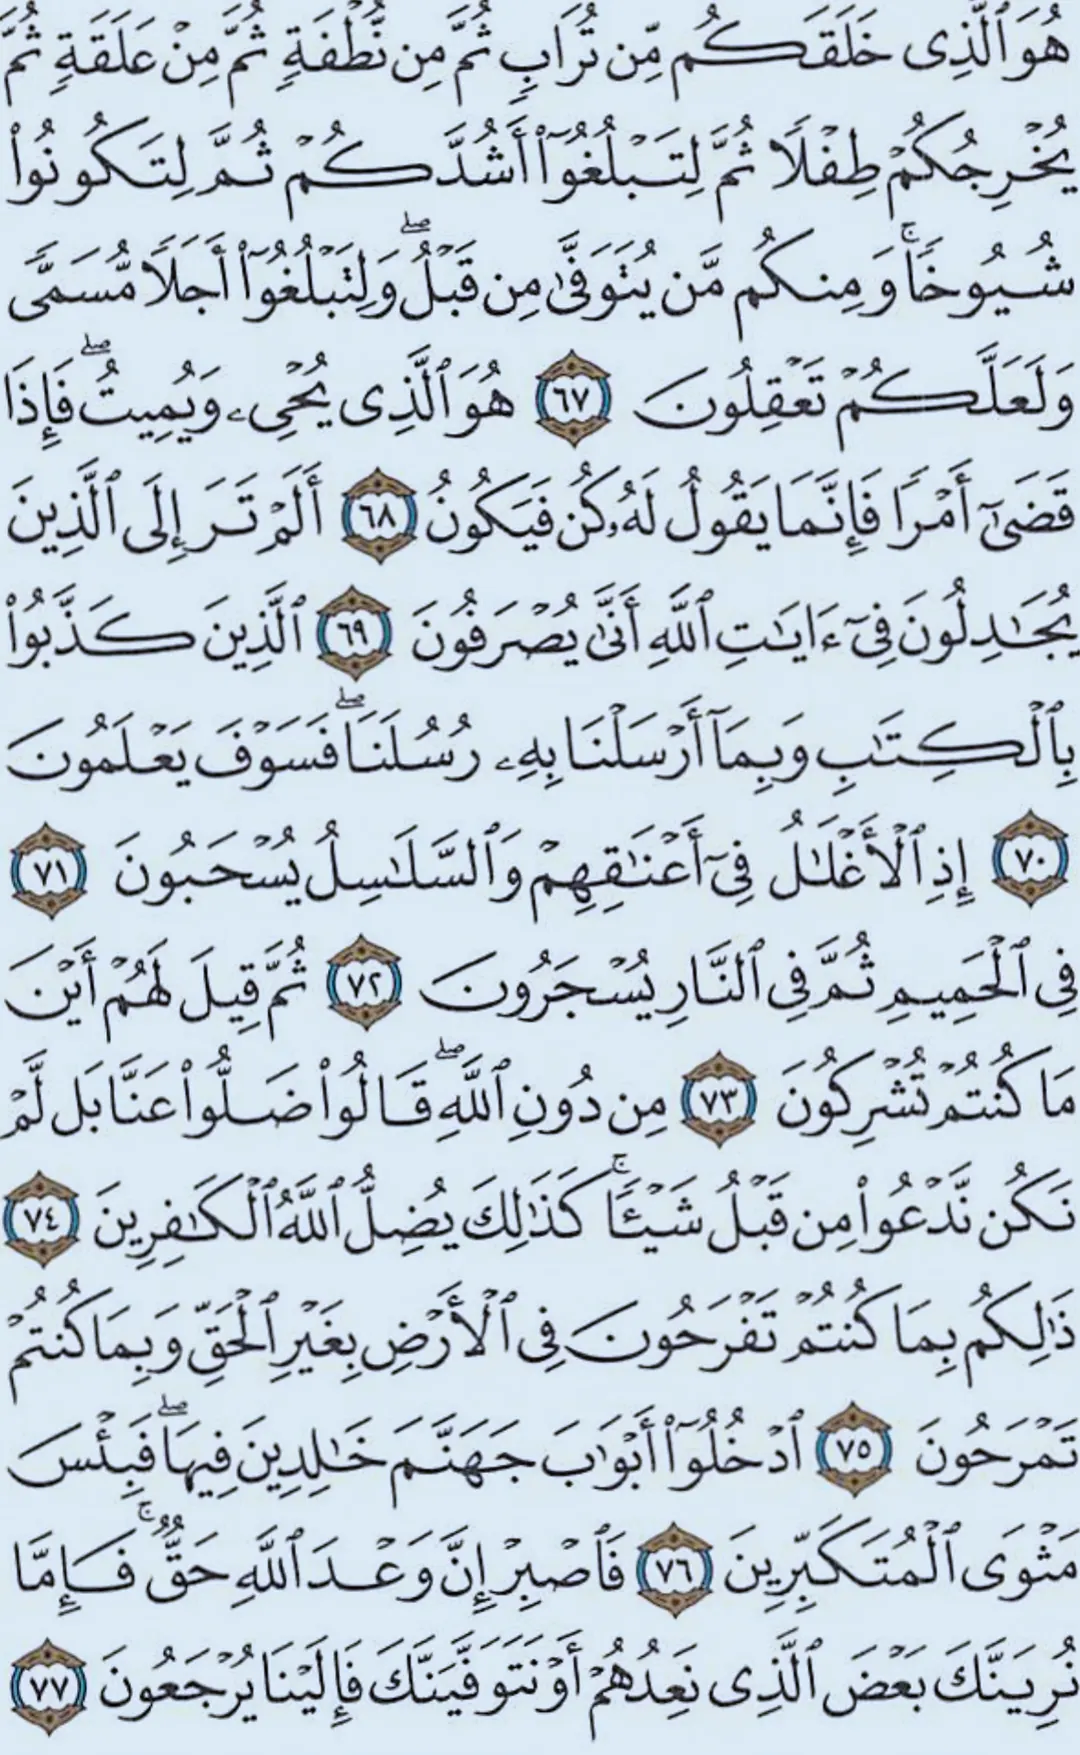 هُوَ ٱلَّذِى خَلَقَكُم مِّن تُرَابٍ ثُمَّ مِن نُّطْفَةٍ ثُمَّ مِنْ عَلَقَةٍ ثُمَّ
يُخْرِجُكُمْ طِفْلًا ثُمَّ لِتَبْلُغُوٓا۟ أَشُدَّكُمْ ثُمَّ لِتَكُونُوا۟
شُيُوخًا ۚ وَمِنكُم مَّن يُتَوَفَّىٰ مِن قَبْلُ ۖ وَلِتَبْلُغُوٓا۟ أَجَلًا مُّسَمًّى
وَلَعَلَّكُمْ تَعْقِلُونَ ٦٧ هُوَ ٱلَّذِى يُحْىِۦ وَيُمِيتُ ۖ فَإِذَا
قَضَىٰٓ أَمْرًا فَإِنَّمَا يَقُولُ لَهُۥ كُن فَيَكُونُ ٦٨ أَلَمْ تَرَ إِلَى ٱلَّذِينَ
يُجَـٰدِلُونَ فِىٓ ءَايَـٰتِ ٱللَّهِ أَنَّىٰ يُصْرَفُونَ ٦٩ ٱلَّذِينَ كَذَّبُوا۟
بِٱلْكِتَـٰبِ وَبِمَآ أَرْسَلْنَا بِهِۦ رُسُلَنَا ۖ فَسَوْفَ يَعْلَمُونَ
٧٠ إِذِ ٱلْأَغْلَـٰلُ فِىٓ أَعْنَـٰقِهِمْ وَٱلسَّلَـٰسِلُ يُسْحَبُونَ ٧١
فِى ٱلْحَمِيمِ ثُمَّ فِى ٱلنَّارِ يُسْجَرُونَ ٧٢ ثُمَّ قِيلَ لَهُمْ أَيْنَ
مَا كُنتُمْ تُشْرِكُونَ ٧٣ مِن دُونِ ٱللَّهِ ۖ قَالُوا۟ ضَلُّوا۟ عَنَّا بَل لَّمْ
نَكُن نَّدْعُوا۟ مِن قَبْلُ شَيْـًٔا ۚ كَذَٰلِكَ يُضِلُّ ٱللَّهُ ٱلْكَـٰفِرِينَ ٧٤
ذَٰلِكُم بِمَا كُنتُمْ تَفْرَحُونَ فِى ٱلْأَرْضِ بِغَيْرِ ٱلْحَقِّ وَبِمَا كُنتُمْ
تَمْرَحُونَ ٧٥ ٱدْخُلُوٓا۟ أَبْوَٰبَ جَهَنَّمَ خَـٰلِدِينَ فِيهَا ۖ فَبِئْسَ
مَثْوَى ٱلْمُتَكَبِّرِينَ ٧٦ فَٱصْبِرْ إِنَّ وَعْدَ ٱللَّهِ حَقٌّ ۚ فَإِمَّا
نُرِيَنَّكَ بَعْضَ ٱلَّذِى نَعِدُهُمْ أَوْ نَتَوَفَّيَنَّكَ فَإِلَيْنَا يُرْجَعُونَ ٧٧